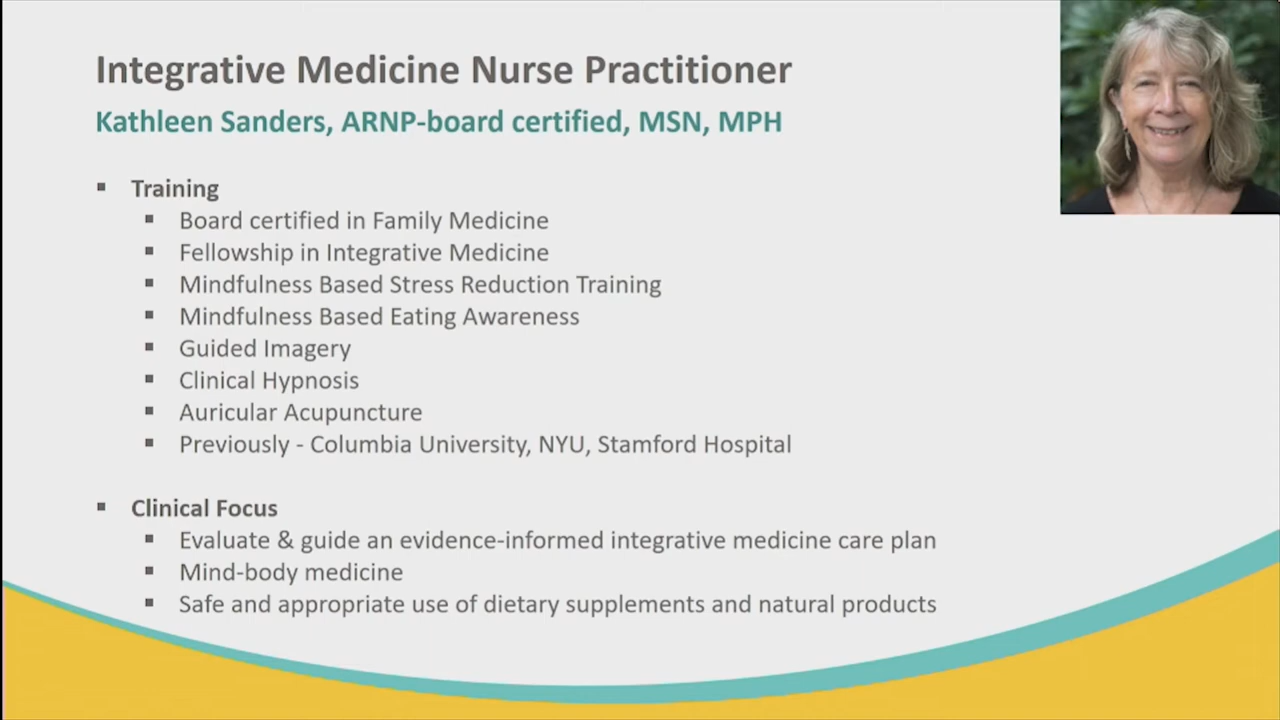 Integrative Medicine Nurse Practitioner
Kathleen Sanders, ARNP-board certified, MSN, MPH
▪ Training
▪ Board certified in Family Medicine
▪ Fellowship in Integrative Medicine
▪ Mindfulness Based Stress Reduction Training
▪ Mindfulness Based Eating Awareness
▪ Guided Imagery
▪ Clinical Hypnosis
▪ Auricular Acupuncture
▪ Previously - Columbia University, NYU, Stamford Hospital
▪ Clinical Focus
▪ Evaluate & guide an evidence-informed integrative medicine care plan
▪ Mind-body medicine
▪ Safe and appropriate use of dietary supplements and natural products